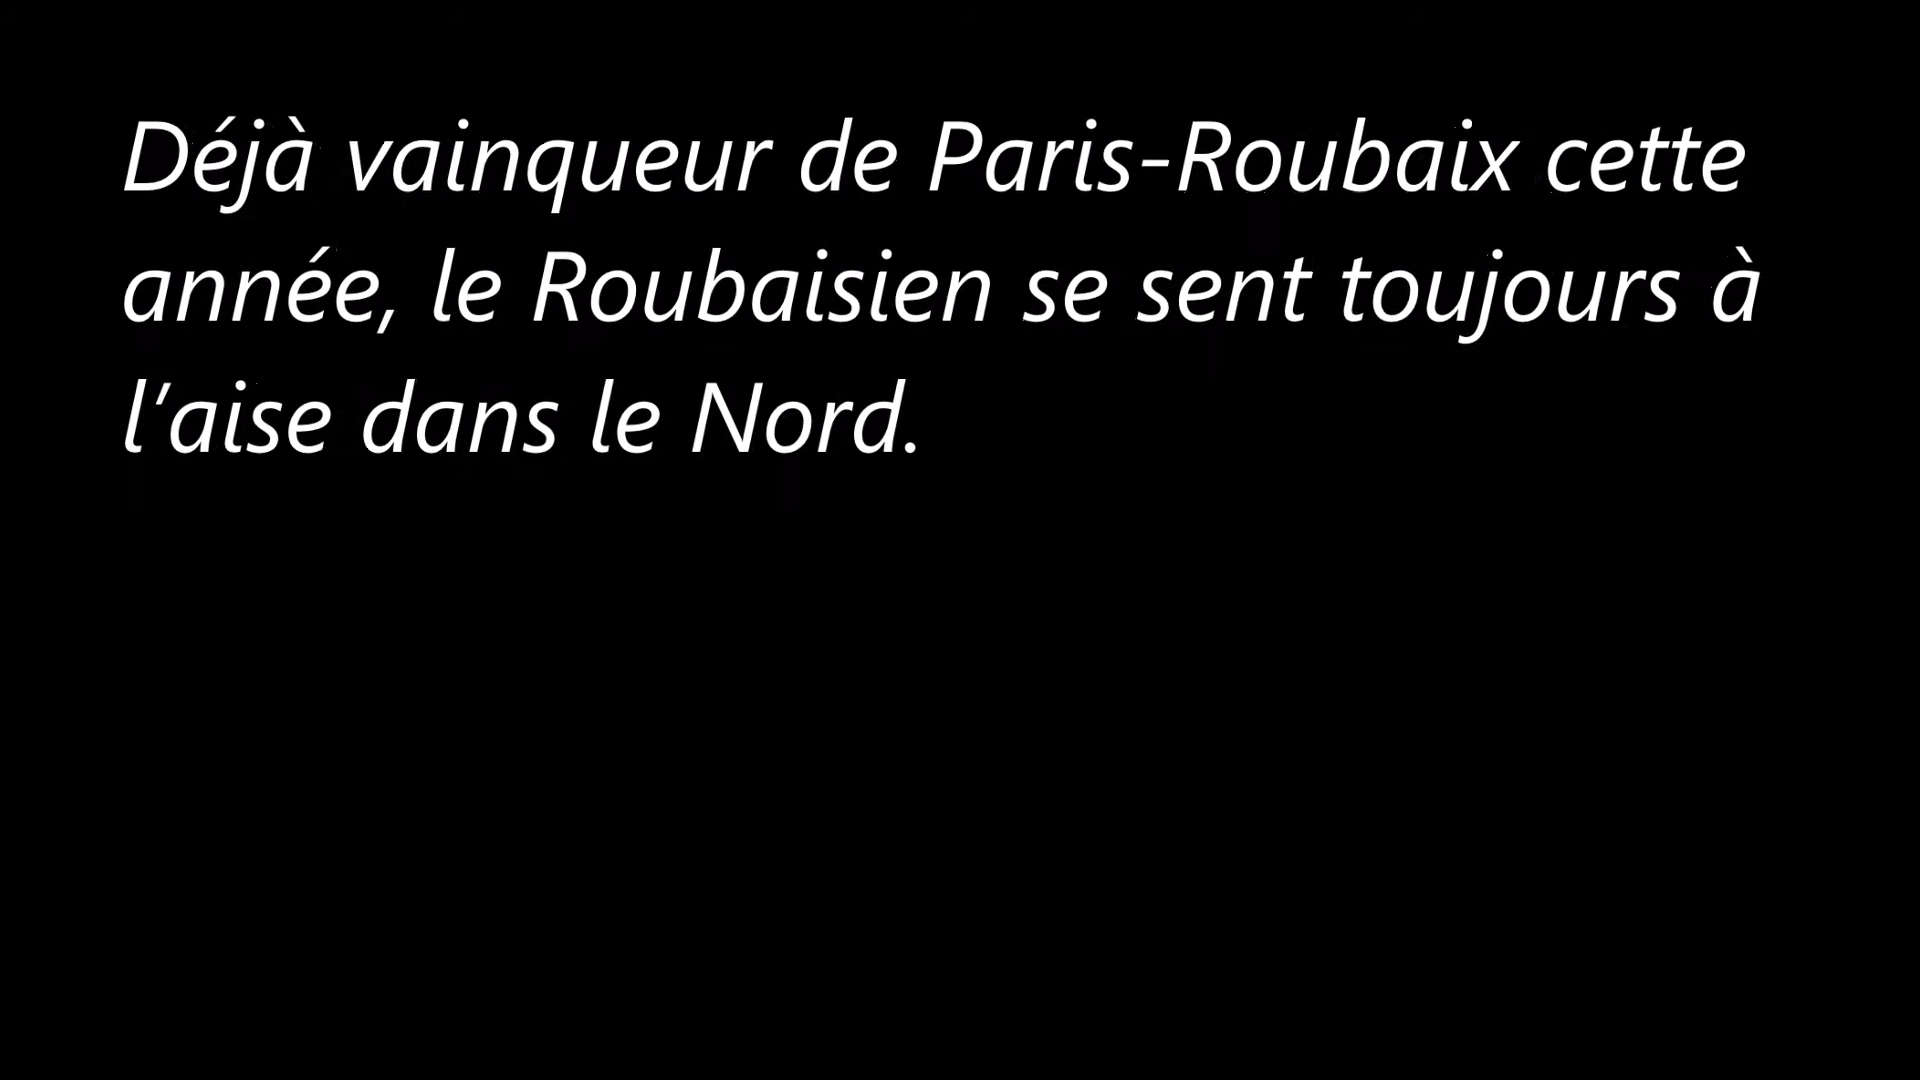 Déjà vainqueur de Paris-Roubaix cette
année, le Roubaisien se sent toujours à
l’aise dans le Nord.